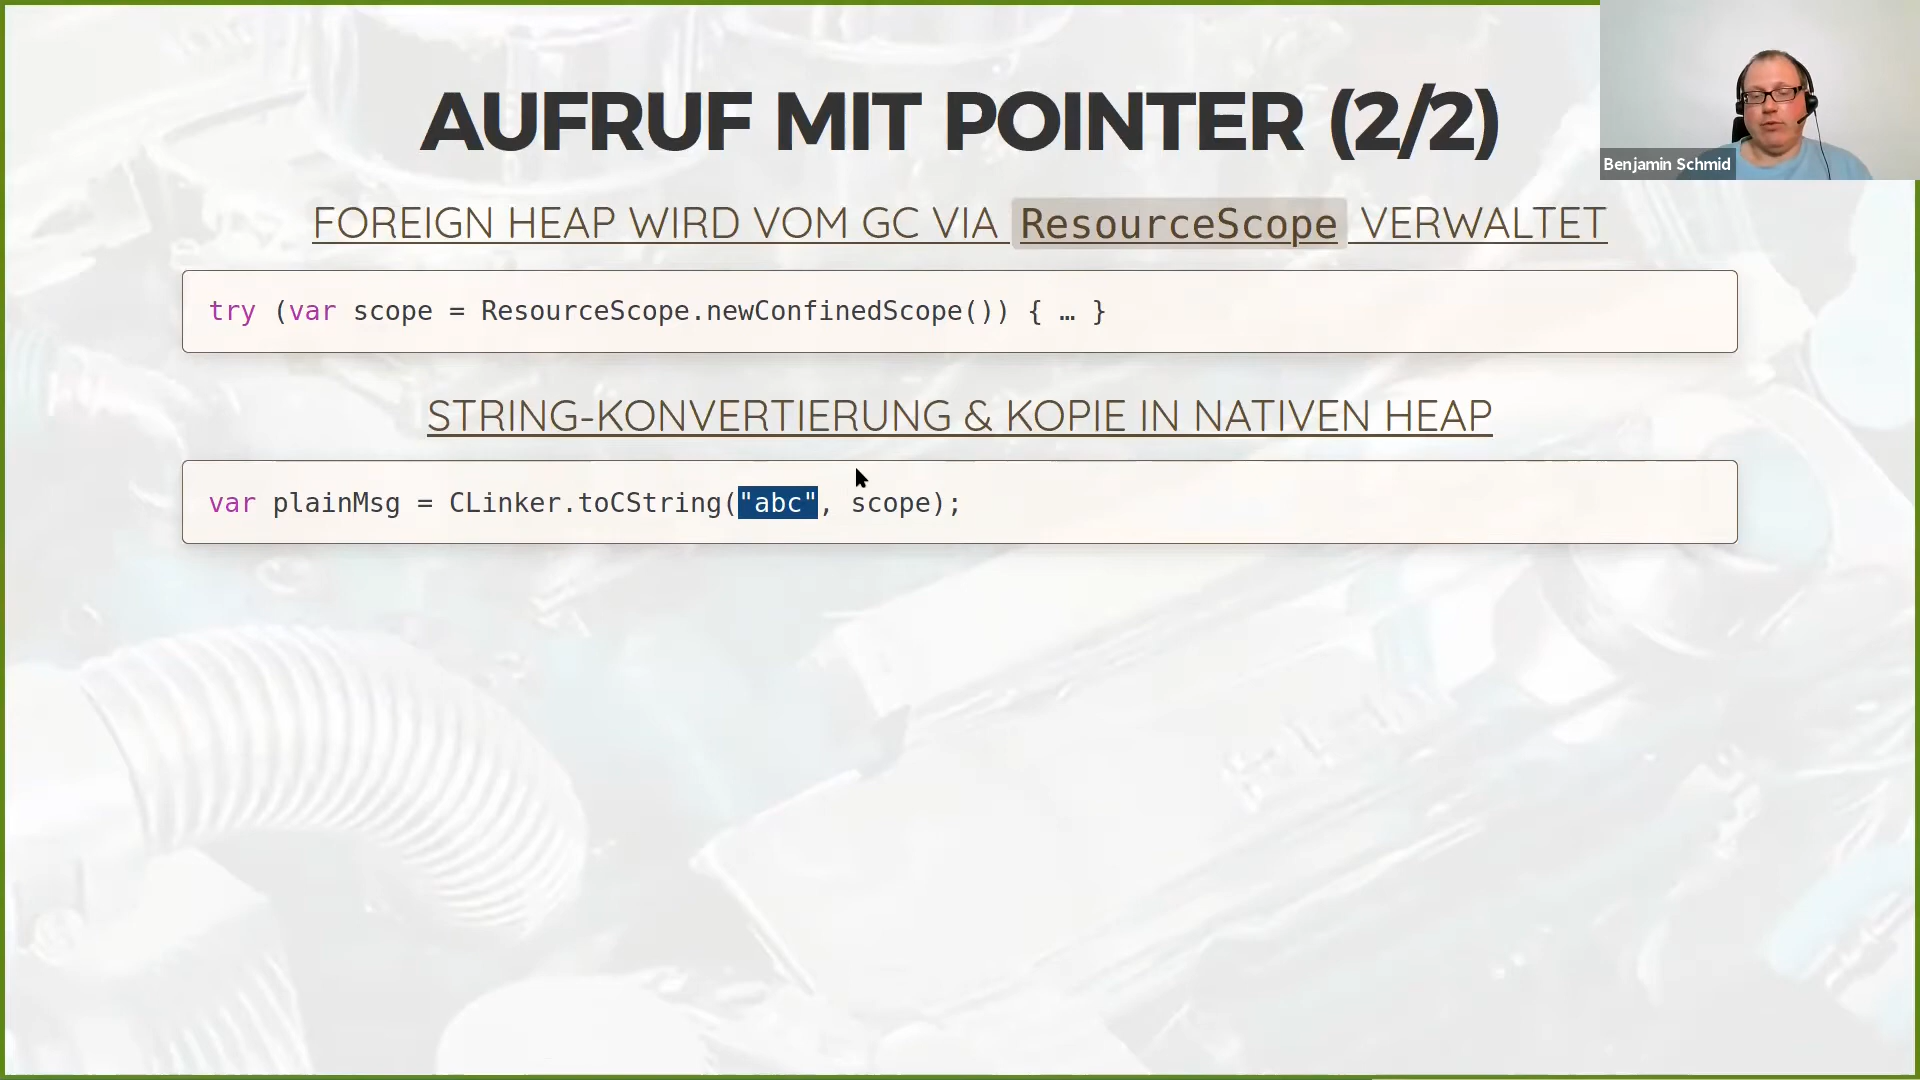 AUFRUF MIT POINTER (2/2)
Benjamin Schmid
FOREIGN HEAP WIRD VOM GC VIA ResourceScope VERWALTET
try (var scope = ResourceScope.newConfinedScope()) { … }
STRING-KONVERTIERUNG & KOPIE IN NATIVEN HEAP
var plainMsg = CLinker.toCString("abc", scope);